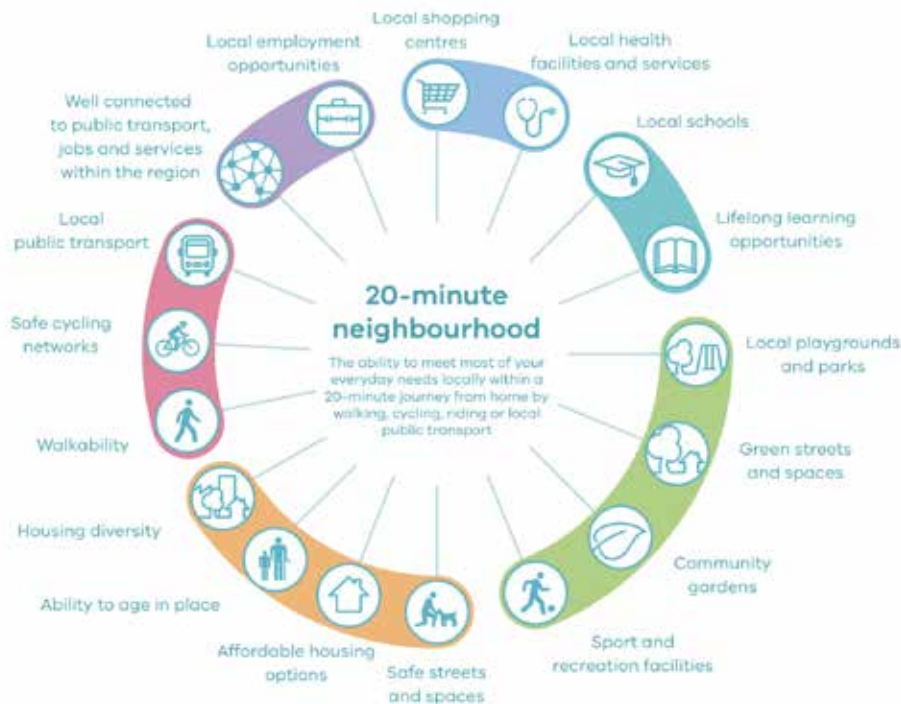 Local shopping
centres
Local health
facilities and services
Local schools
Lifelong learning
opportunities
Local playgrounds
and parks
Green streets
and spaces
Community
gardens
Sport and
recreation facilities
Safe streets
and spaces
Affordable housing
options
Ability to age in place
Housing diversity
Walkability
Safe cycling
networks
Local
public transport
Well connected
to public transport,
jobs and services
within the region
Local employment
opportunities
20-minute
neighbourhood
The ability to meet most of your
everyday needs locally within a
20-minute journey from home by
walking, cycling, riding or local
public transport